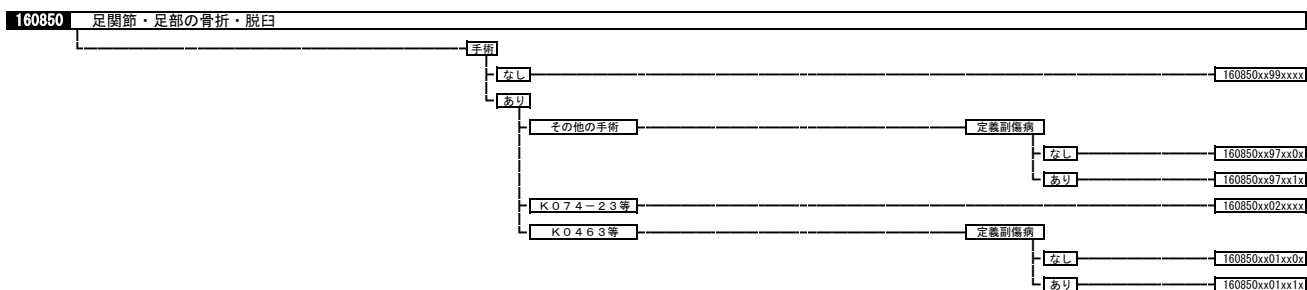 160850 足関節・足部の骨折・脱臼
手術
なし 160850xx99xxxx
あり
その他の手術 定義副傷病
なし 160850xx97xx0x
あり 160850xx97xx1x
K074-23等 160850xx02xxxx
K0463等 定義副傷病
なし 160850xx01xx0x
あり 160850xx01xx1x